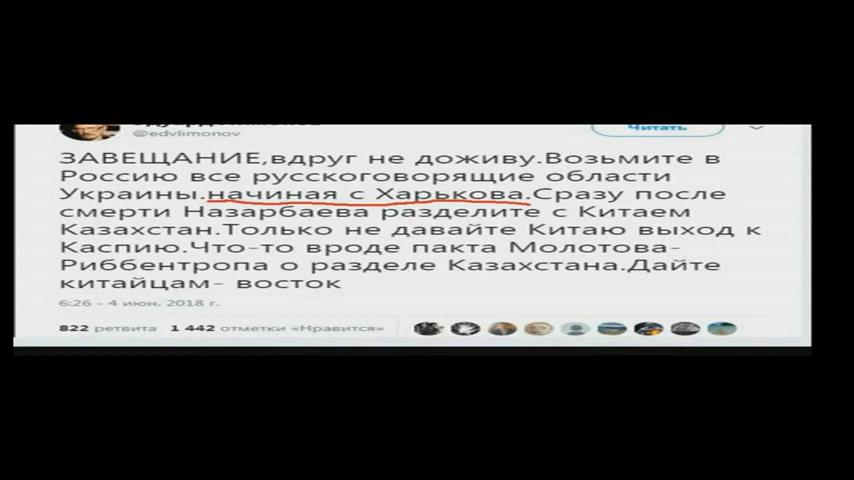 @edvlimonov
Читать
ЗАВЕЩАНИЕ,вдруг не доживу.Возьмите в
Россию все русскоговорящие области
Украины.начиная с Харькова.Сразу после
смерти Назарбаева разделите с Китаем
Казахстан.Только не давайте Китаю выход к
Каспию.Что-то вроде пакта Молотова-
Риббентропа о разделе Казахстана.Дайте
китайцам- восток
6:26 - 4 июн. 2018 г.
822 ретвита 1 442 отметки «Нравится»